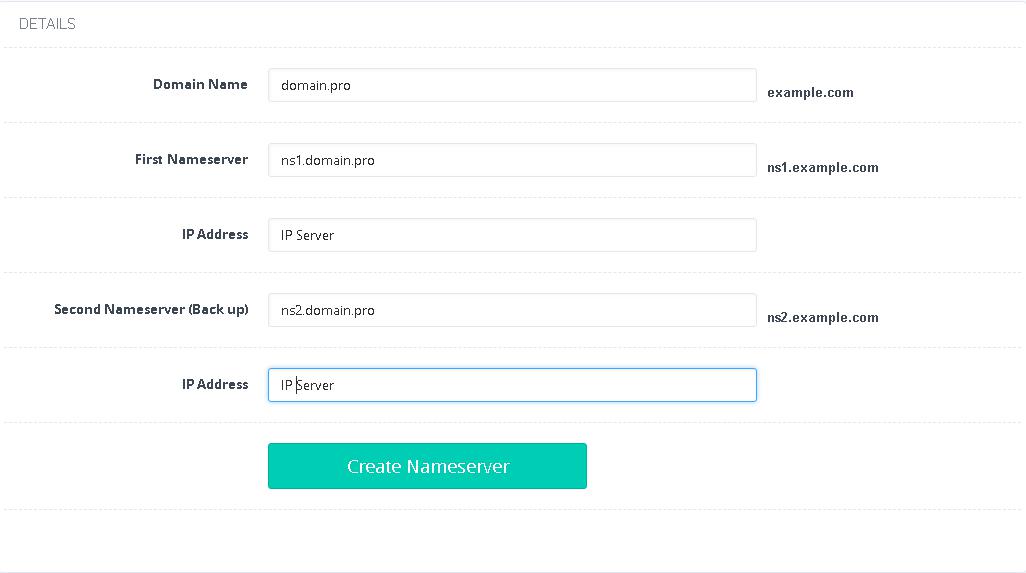 DETAILS
Domain Name domain.pro example.com
First Nameserver ns1.domain.pro ns1.example.com
IP Address IP Server
Second Nameserver (Back up) ns2.domain.pro ns2.example.com
IP Address IP Server
Create Nameserver